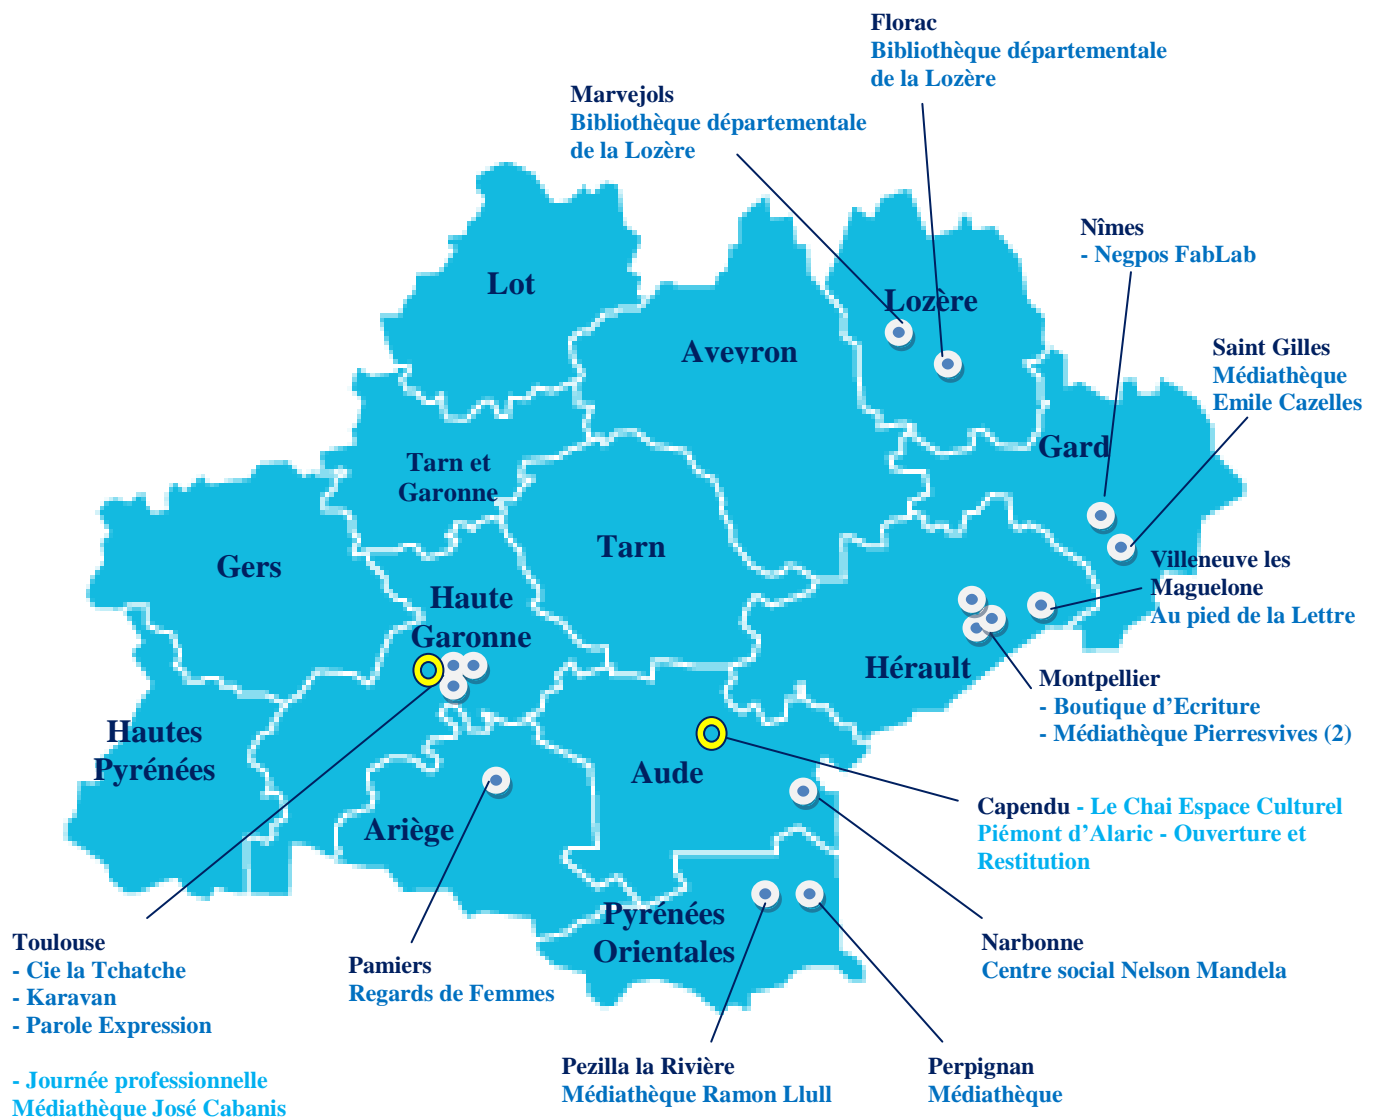 Florac
Bibliothèque départementale
de la Lozère
Marvejols
Bibliothèque départementale
de la Lozère
Nîmes
- Negpos FabLab
Lot
Lozère
Aveyron
Saint Gilles
Médiathèque
Emile Cazelles
Gard
Tarn et
Garonne
Gers
Tarn
Villeneuve les
Maguelone
Au pied de la Lettre
Haute
Garonne
Hérault
Montpellier
- Boutique d’Ecriture
- Médiathèque Pierresvives (2)
Hautes
Pyrénées
Aude
Capendu - Le Chai Espace Culturel
Piémont d’Alaric - Ouverture et
Restitution
Ariège
Pyrénées
Orientales
Toulouse
- Cie la Tchatche
- Karavan
- Parole Expression
- Journée professionnelle
Médiathèque José Cabanis
Pamiers
Regards de Femmes
Narbonne
Centre social Nelson Mandela
Pezilla la Rivière
Médiathèque Ramon Llull
Perpignan
Médiathèque